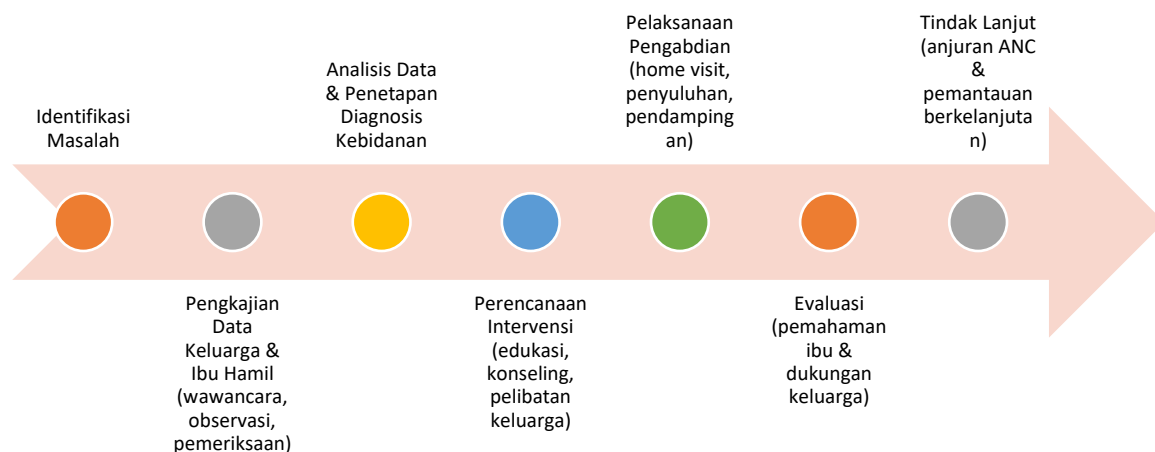 Identifikasi
Masalah
Pengkajian
Data
Keluarga &
Ibu Hamil
(wawancara,
observasi,
pemeriksaan)
Analisis Data
& Penetapan
Diagnosis
Kebidanan
Perencanaan
Intervensi
(edukasi,
konseling,
pelibatan
keluarga)
Pelaksanaan
Pengabdian
(home visit,
penyuluhan,
pendamping
an)
Evaluasi
(pemahaman
ibu &
dukungan
keluarga)
Tindak Lanjut
(anjuran ANC
&
pemantauan
berkelanjuta
n)